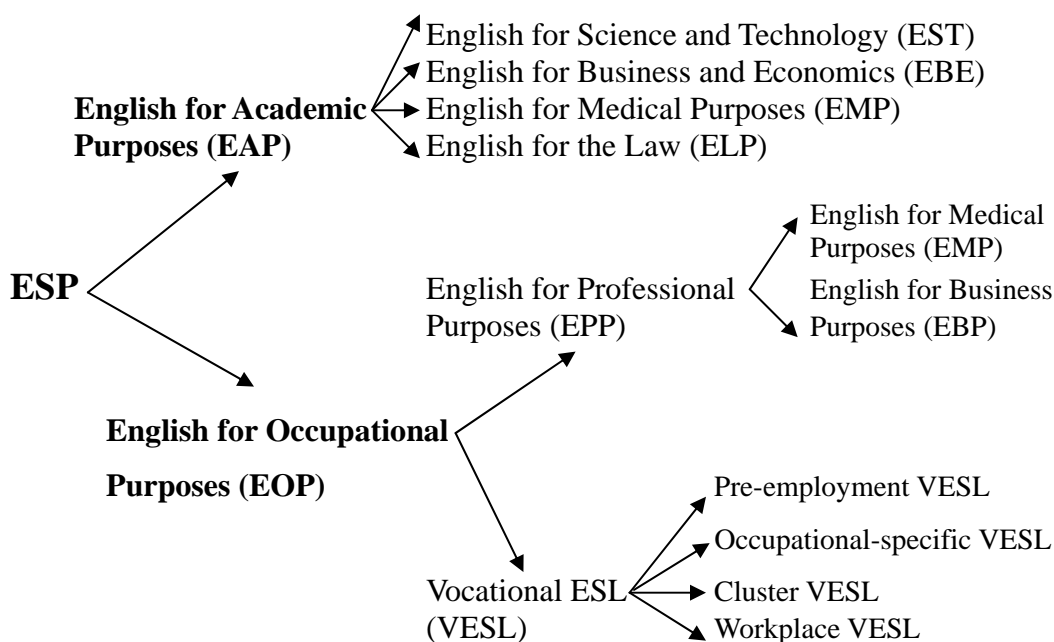 English for Science and Technology (EST)
English for Business and Economics (EBE)
English for Academic
Purposes (EAP)
English for Medical Purposes (EMP)
English for the Law (ELP)
English for Medical
Purposes (EMP)
ESP
English for Professional
Purposes (EPP)
English for Business
Purposes (EBP)
English for Occupational
Purposes (EOP)
Pre-employment VESL
Occupational-specific VESL
Vocational ESL
(VESL)
Cluster VESL
Workplace VESL